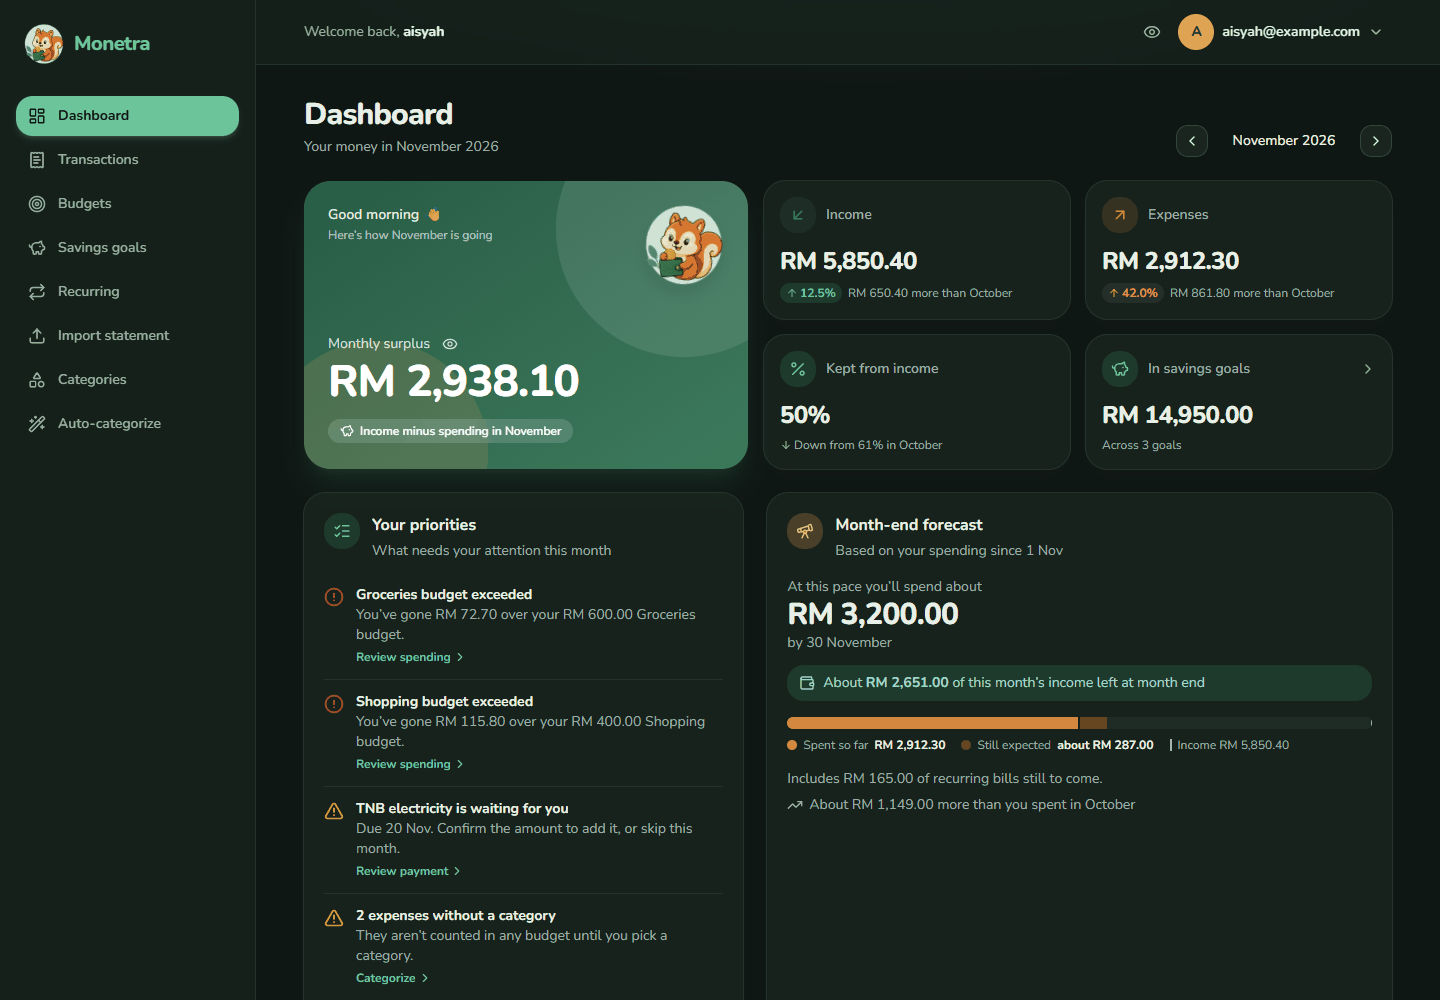 Monetra
Dashboard
Transactions
Budgets
Savings goals
Recurring
Import statement
Categories
Auto-categorize
Welcome back, aisyah
A
aisyah@example.com
Dashboard
Your money in November 2026
November 2026
Good morning
Here's how November is going
Monthly surplus
RM 2,938.10
Income minus spending in November
Income
RM 5,850.40
↑ 12.5% RM 650.40 more than October
Expenses
RM 2,912.30
↑ 42.0% RM 861.80 more than October
Kept from income
50%
↓ Down from 61% in October
In savings goals
RM 14,950.00
Across 3 goals
Your priorities
What needs your attention this month
Groceries budget exceeded
You've gone RM 72.70 over your RM 600.00 Groceries
budget.
Review spending
Shopping budget exceeded
You've gone RM 115.80 over your RM 400.00 Shopping
budget.
Review spending
TNB electricity is waiting for you
Due 20 Nov. Confirm the amount to add it, or skip this
month.
Review payment
2 expenses without a category
They aren't counted in any budget until you pick a
category.
Categorize
Month-end forecast
Based on your spending since 1 Nov
At this pace you'll spend about
RM 3,200.00
by 30 November
About RM 2,651.00 of this month's income left at month end
Spent so far RM 2,912.30 Still expected about RM 287.00 Income RM 5,850.40
Includes RM 165.00 of recurring bills still to come.
About RM 1,149.00 more than you spent in October